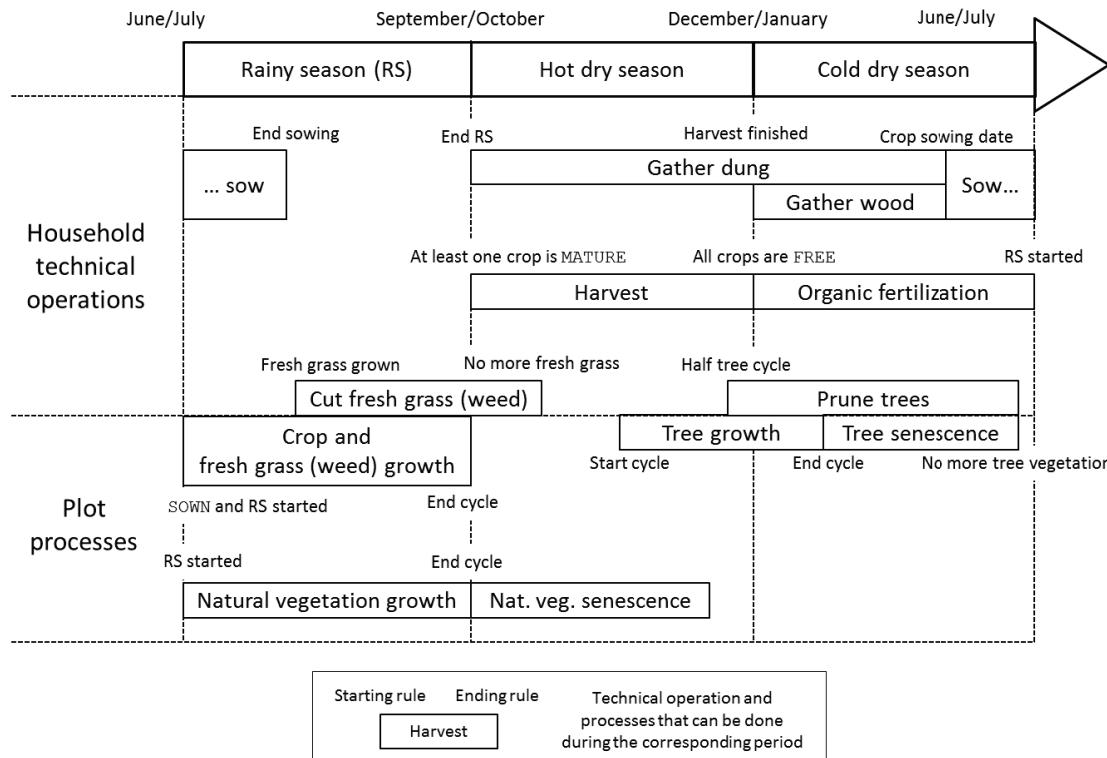 June/July
September/October
December/January
June/July
Rainy season (RS)
Hot dry season
Cold dry season
End sowing
End RS
Harvest finished
Crop sowing date
... sow
Gather dung
Sow...
Gather wood
Household
technical
operations
At least one crop is MATURE
All crops are FREE
RS started
Harvest
Organic fertilization
Fresh grass grown
No more fresh grass
Half tree cycle
Cut fresh grass (weed)
Prune trees
Crop and
fresh grass (weed) growth
Tree growth
Tree senescence
Start cycle
End cycle
No more tree vegetation
Plot
processes
SOWN and RS started
End cycle
RS started
End cycle
Natural vegetation growth
Nat. veg. senescence
Starting rule
Ending rule
Harvest
Technical operation and
processes that can be done
during the corresponding period